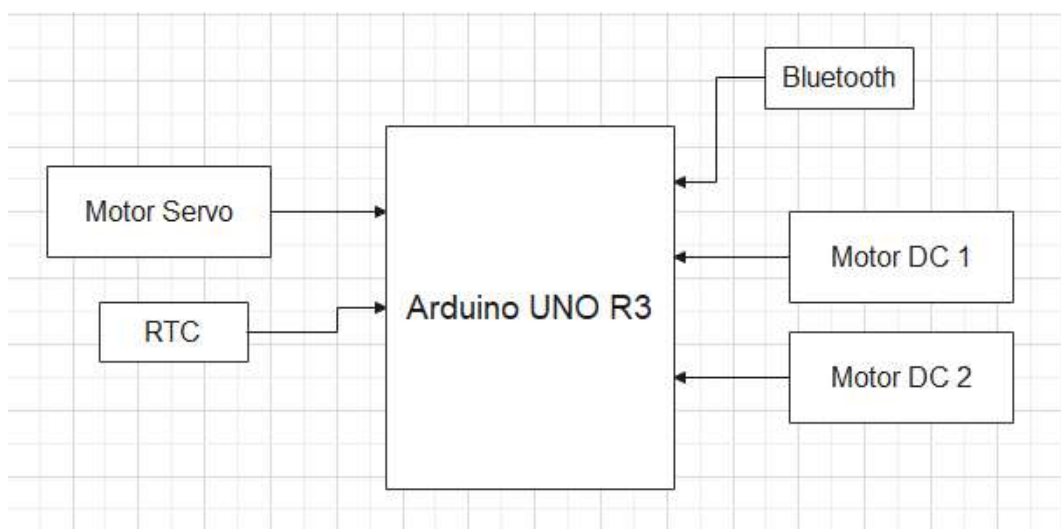 Bluetooth
Motor Servo
Motor DC 1
Arduino UNO R3
RTC
Motor DC 2